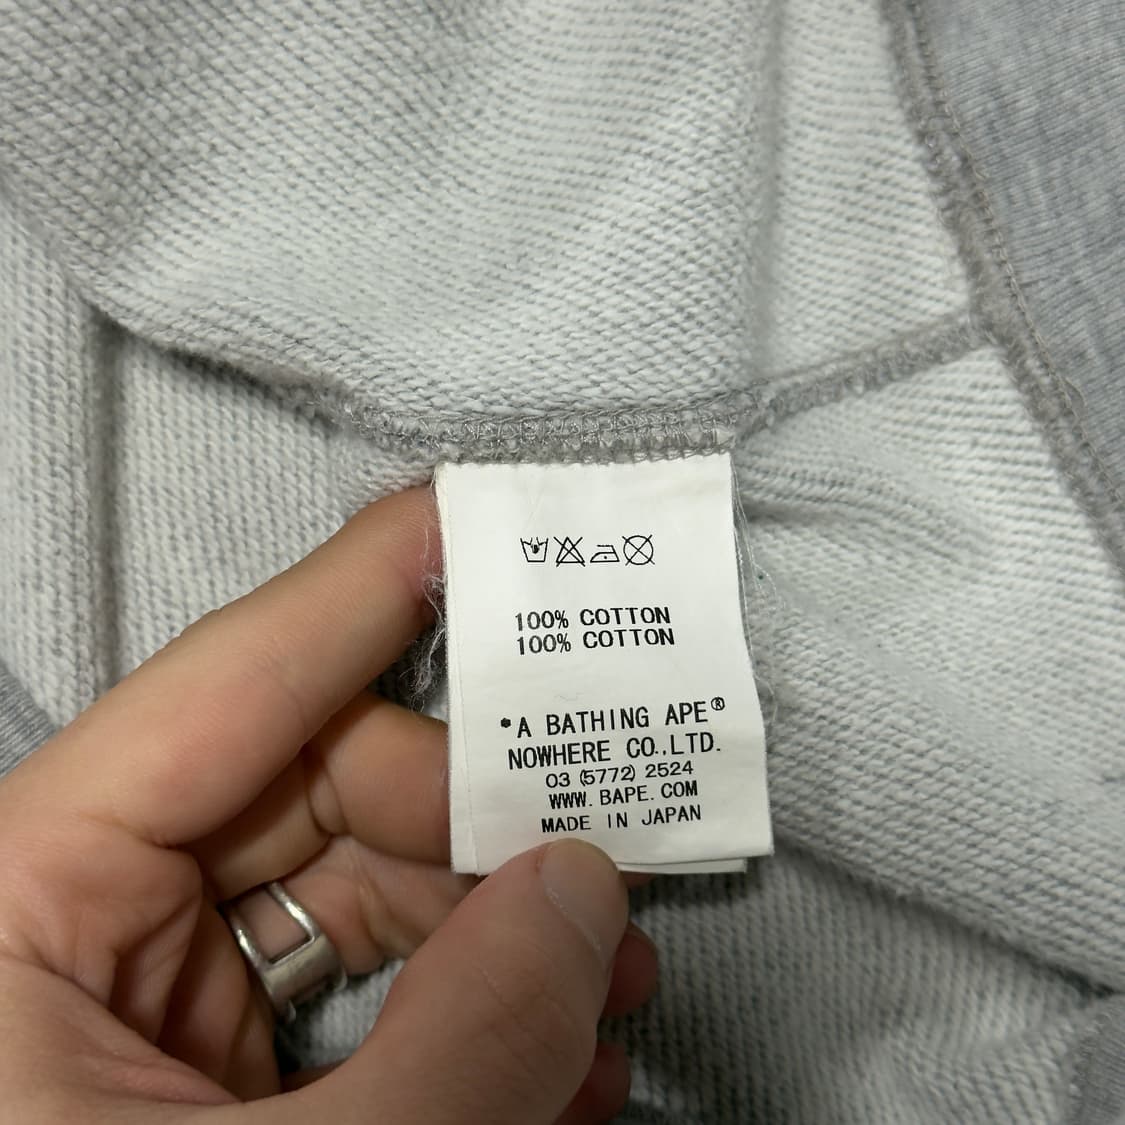 100% COTTON
100% COTTON
*A BATHING APE®
NOWHERE CO.,LTD.
03 (5772) 2524
WWW. BAPE. COM
MADE IN JAPAN